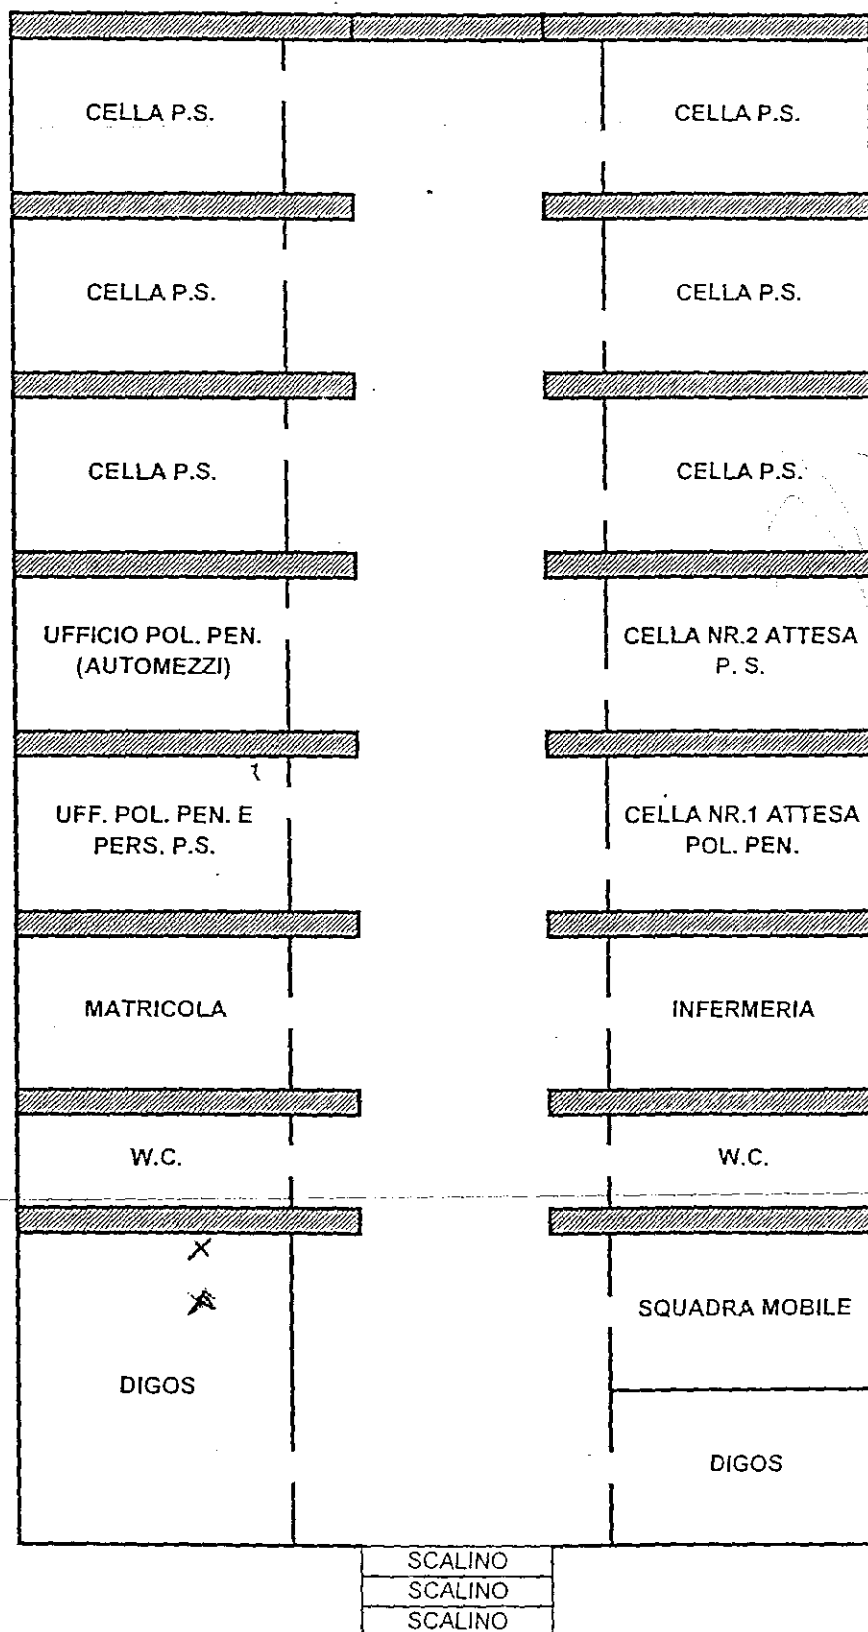 CELLA P.S.
CELLA P.S.
CELLA P.S.
CELLA P.S.
CELLA P.S.
CELLA P.S.
UFFICIO POL. PEN.
(AUTOMEZZI)
CELLA NR.2 ATTESA
P. S.
UFF. POL. PEN. E
PERS. P.S.
CELLA NR.1 ATTESA
POL. PEN.
MATRICOLA
INFERMERIA
W.C.
W.C.
DIGOS
SQUADRA MOBILE
DIGOS
SCALINO
SCALINO
SCALINO